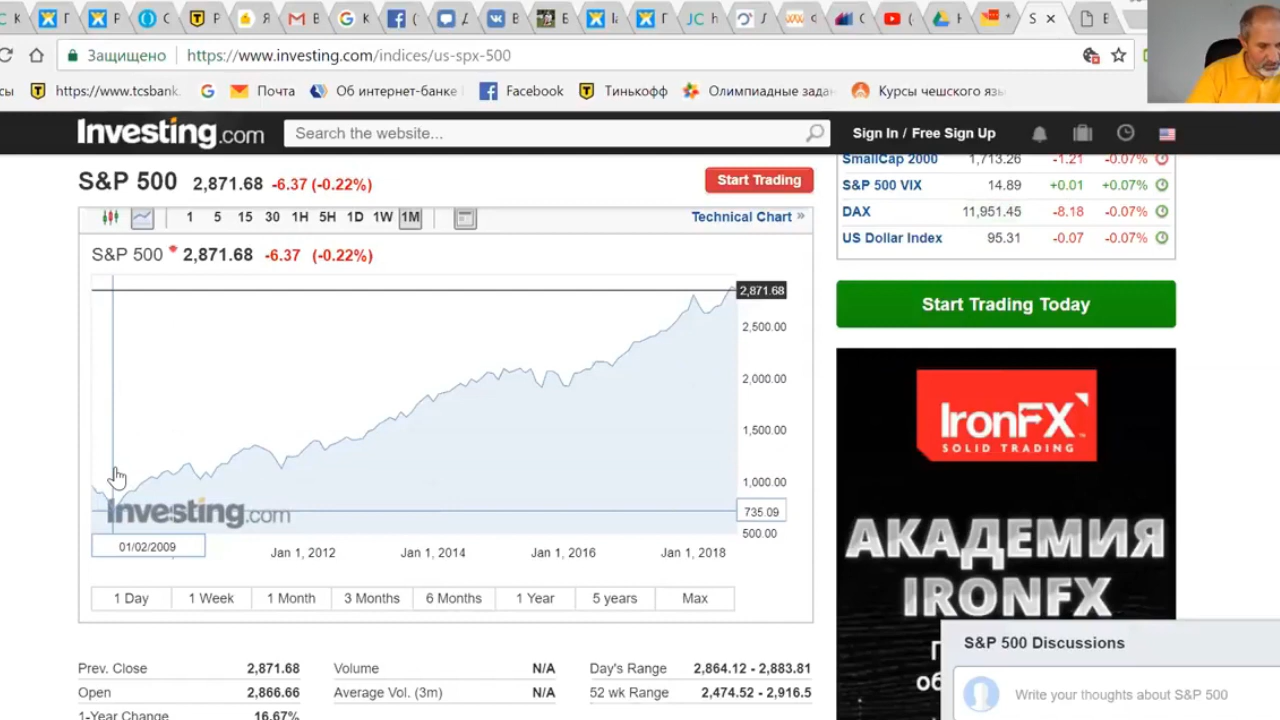 Защищено https://www.investing.com/indices/us-spx-500
сы https://www.tcsbank. Почта Об интернет-банке Facebook Тинькофф Олимпиадные задан Курсы чешского язы
Investing.com Search the website... Sign In / Free Sign Up
S&P 500 2,871.68 -6.37 (-0.22%) Start Trading
1 5 15 30 1H 5H 1D 1W 1M Technical Chart »
S&P 500 2,871.68 -6.37 (-0.22%)
2,871.68
2,500.00
2,000.00
1,500.00
1,000.00
735.09
500.00
Investing.com
01/02/2009 Jan 1, 2012 Jan 1, 2014 Jan 1, 2016 Jan 1, 2018
1 Day 1 Week 1 Month 3 Months 6 Months 1 Year 5 years Max
Prev. Close 2,871.68 Volume N/A Day's Range 2,864.12 - 2,883.81
Open 2,866.66 Average Vol. (3m) N/A 52 wk Range 2,474.52 - 2,916.5
1-Year Change 16.67%
SmallCap 2000 1,713.26 -1.21 -0.07%
S&P 500 VIX 14.89 +0.01 +0.07%
DAX 11,951.45 -8.18 -0.07%
US Dollar Index 95.31 -0.07 -0.07%
Start Trading Today
IronFX
SOLID TRADING
АКАДЕМИЯ
IRONFX
S&P 500 Discussions
Write your thoughts about S&P 500